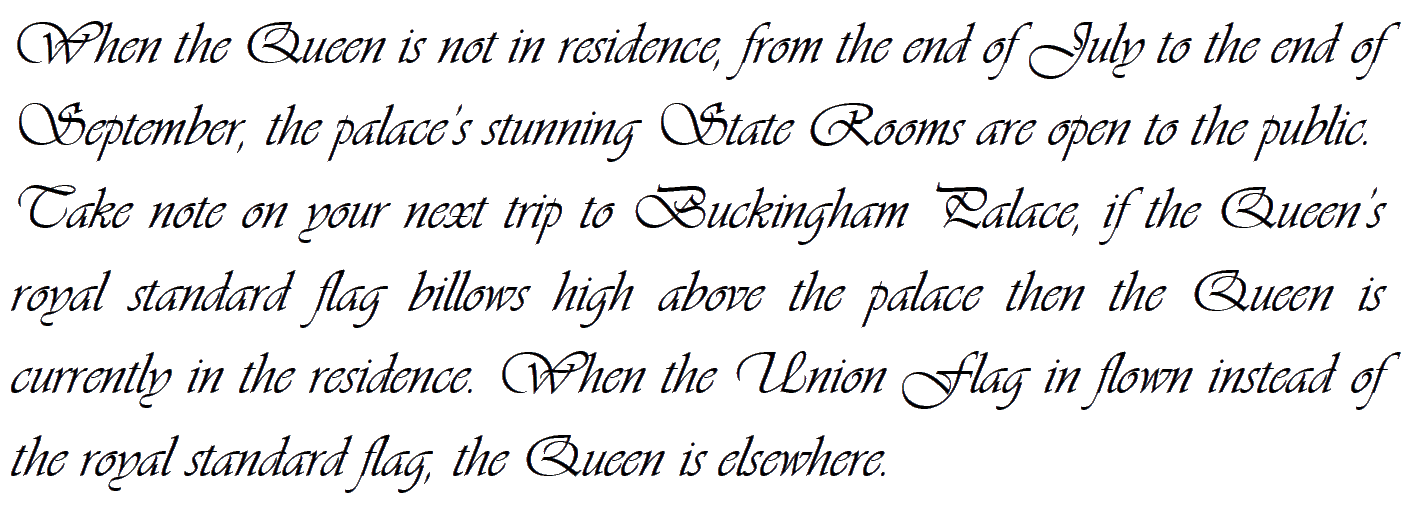 When the Queen is not in residence, from the end of July to the end of
September, the palace's stunning State Rooms are open to the public.
Take note on your next trip to Buckingham Palace, if the Queen's
royal standard flag billows high above the palace then the Queen is
currently in the residence. When the Union Flag in flown instead of
the royal standard flag, the Queen is elsewhere.